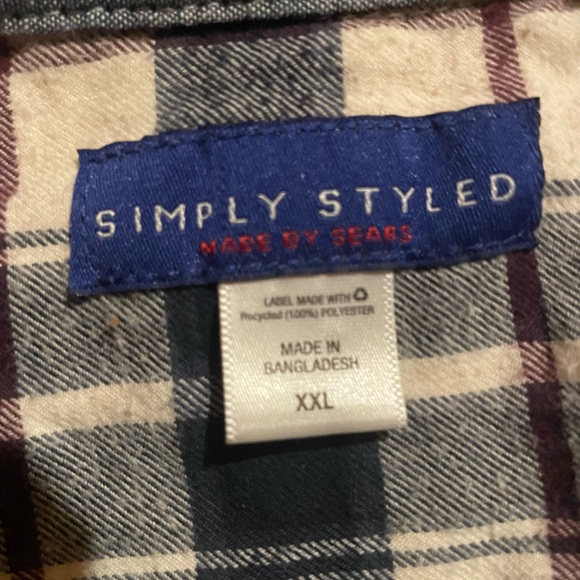 SIMPLY STYLED
MADE BY SEARS
LABEL MADE WITH
Recycled (100%) POLYESTER
MADE IN
BANGLADESH
XXL